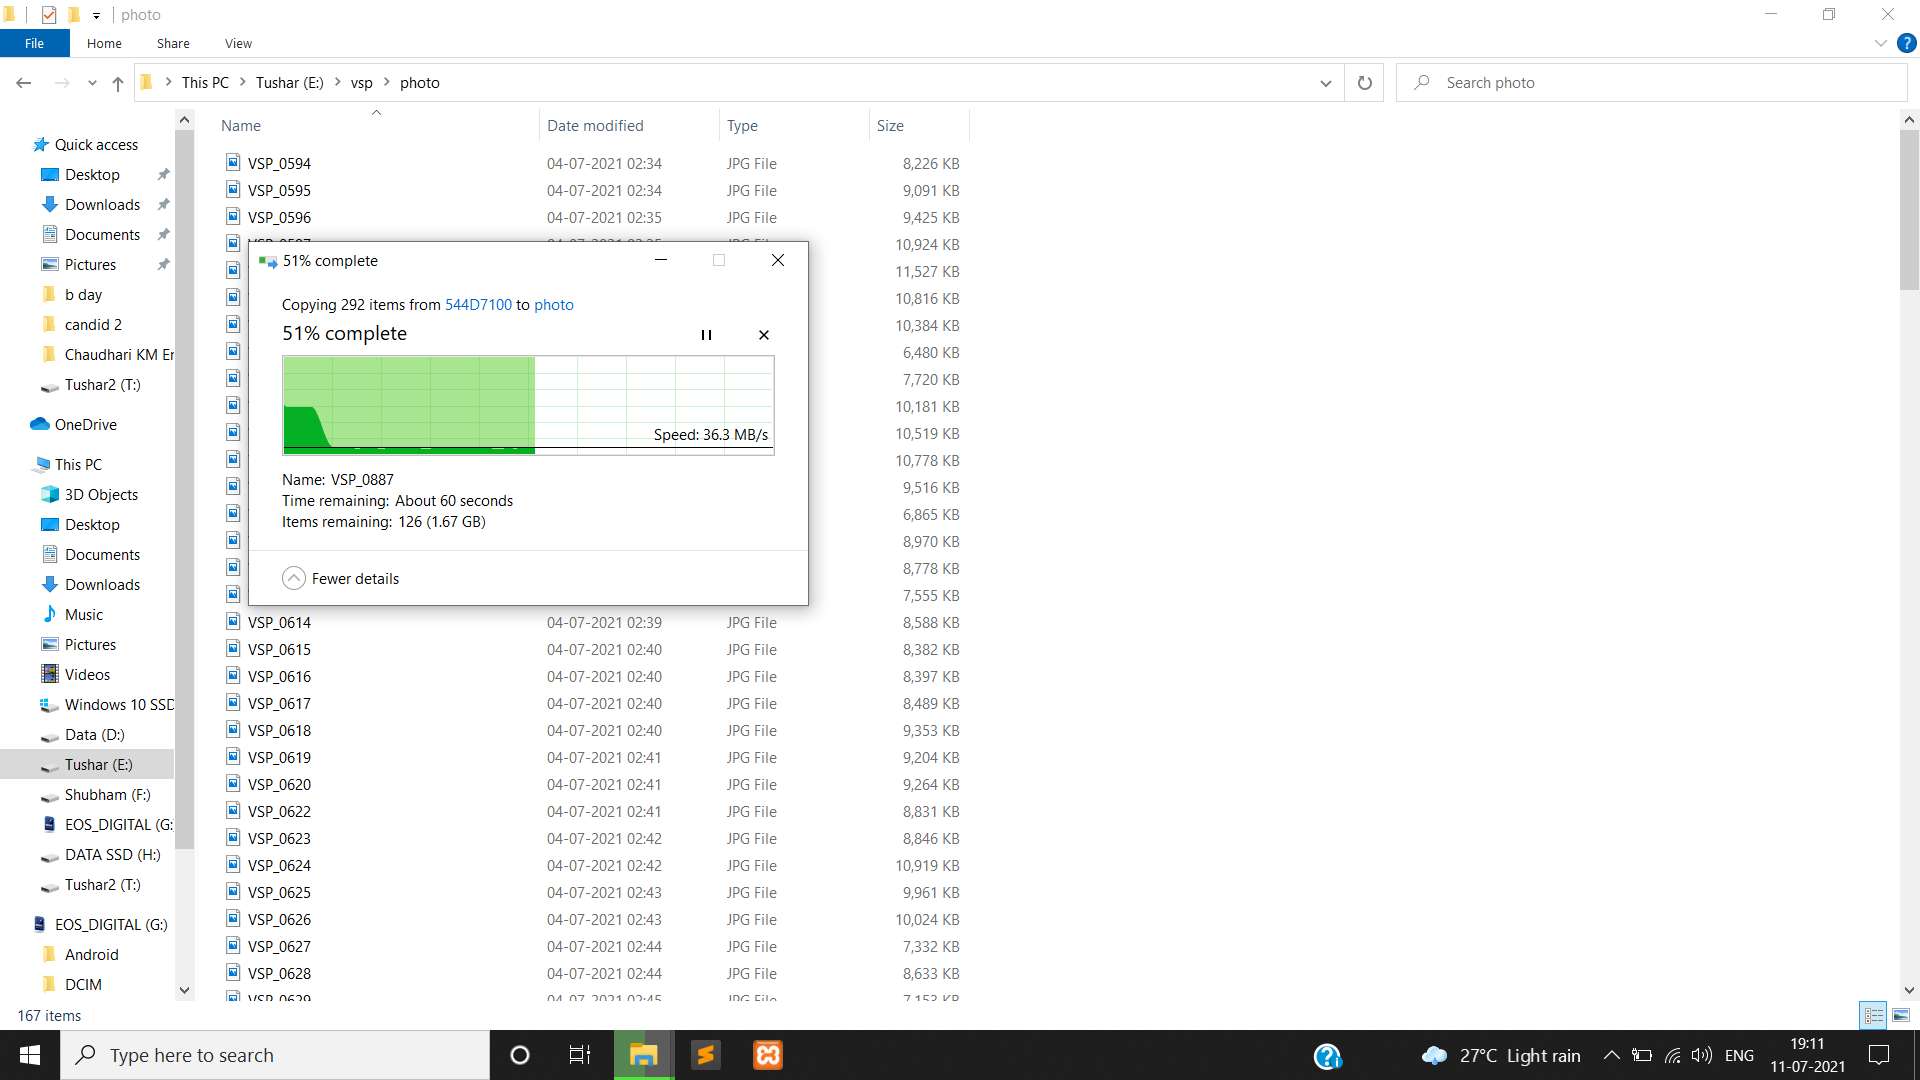 photo
File Home Share View
This PC Tushar (E:) vsp photo
Search photo
Name Date modified Type Size
Quick access
Desktop
Downloads
Documents
Pictures
b day
candid 2
Chaudhari KM Er
Tushar2 (T:)
OneDrive
This PC
3D Objects
Desktop
Documents
Downloads
Music
Pictures
Videos
Windows 10 SSD
Data (D:)
Tushar (E:)
Shubham (F:)
EOS_DIGITAL (G:
DATA SSD (H:)
Tushar2 (T:)
EOS_DIGITAL (G:)
Android
DCIM
VSP_0594 04-07-2021 02:34 JPG File 8,226 KB
VSP_0595 04-07-2021 02:34 JPG File 9,091 KB
VSP_0596 04-07-2021 02:35 JPG File 9,425 KB
10,924 KB
11,527 KB
10,816 KB
10,384 KB
6,480 KB
7,720 KB
10,181 KB
10,519 KB
10,778 KB
9,516 KB
6,865 KB
8,970 KB
8,778 KB
7,555 KB
51% complete
Copying 292 items from 544D7100 to photo
51% complete
Speed: 36.3 MB/s
Name: VSP_0887
Time remaining: About 60 seconds
Items remaining: 126 (1.67 GB)
Fewer details
VSP_0614 04-07-2021 02:39 JPG File 8,588 KB
VSP_0615 04-07-2021 02:40 JPG File 8,382 KB
VSP_0616 04-07-2021 02:40 JPG File 8,397 KB
VSP_0617 04-07-2021 02:40 JPG File 8,489 KB
VSP_0618 04-07-2021 02:40 JPG File 9,353 KB
VSP_0619 04-07-2021 02:41 JPG File 9,204 KB
VSP_0620 04-07-2021 02:41 JPG File 9,264 KB
VSP_0622 04-07-2021 02:41 JPG File 8,831 KB
VSP_0623 04-07-2021 02:42 JPG File 8,846 KB
VSP_0624 04-07-2021 02:42 JPG File 10,919 KB
VSP_0625 04-07-2021 02:43 JPG File 9,961 KB
VSP_0626 04-07-2021 02:43 JPG File 10,024 KB
VSP_0627 04-07-2021 02:44 JPG File 7,332 KB
VSP_0628 04-07-2021 02:44 JPG File 8,633 KB
VSP_0629 04-07-2021 02:45 JPG File 7,153 KB
167 items
Type here to search
27°C Light rain
ENG
19:11
11-07-2021